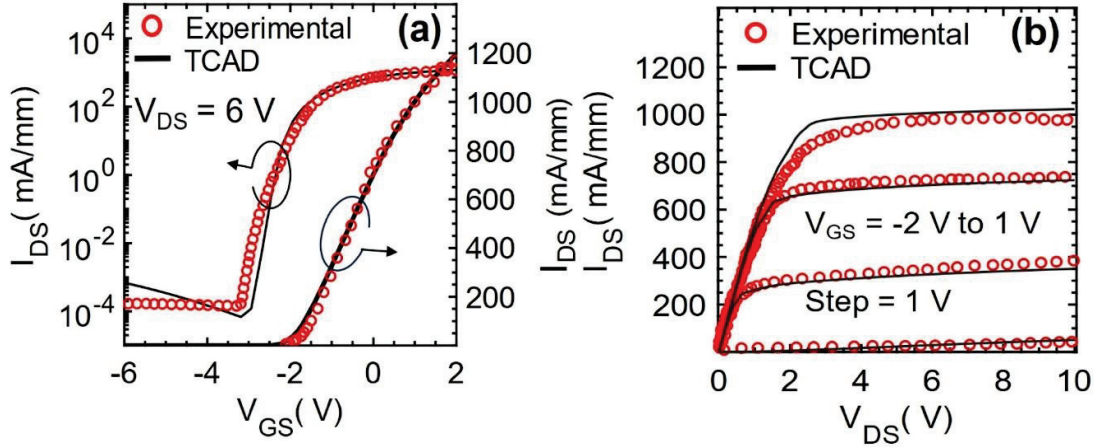 (a)
Experimental
TCAD
V_DS = 6 V
I_DS( mA/mm)
10^4
10^2
10^0
10^-2
10^-4
1200
1000
800
600
400
200
I_DS(mA/mm)
-6 -4 -2 0 2
V_GS( V)
(b)
Experimental
TCAD
I_DS( mA/mm)
1200
1000
800
600
400
200
V_GS = -2 V to 1 V
Step = 1 V
0 2 4 6 8 10
V_DS( V)